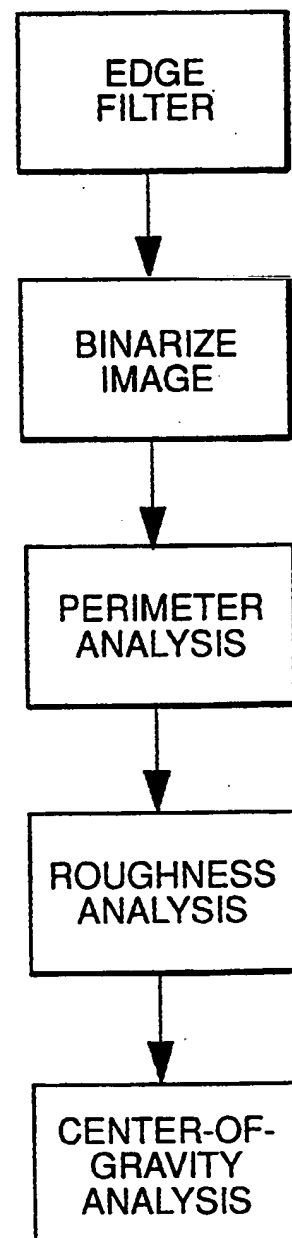 EDGE
FILTER
BINARIZE
IMAGE
PERIMETER
ANALYSIS
ROUGHNESS
ANALYSIS
CENTER-OF-
GRAVITY
ANALYSIS